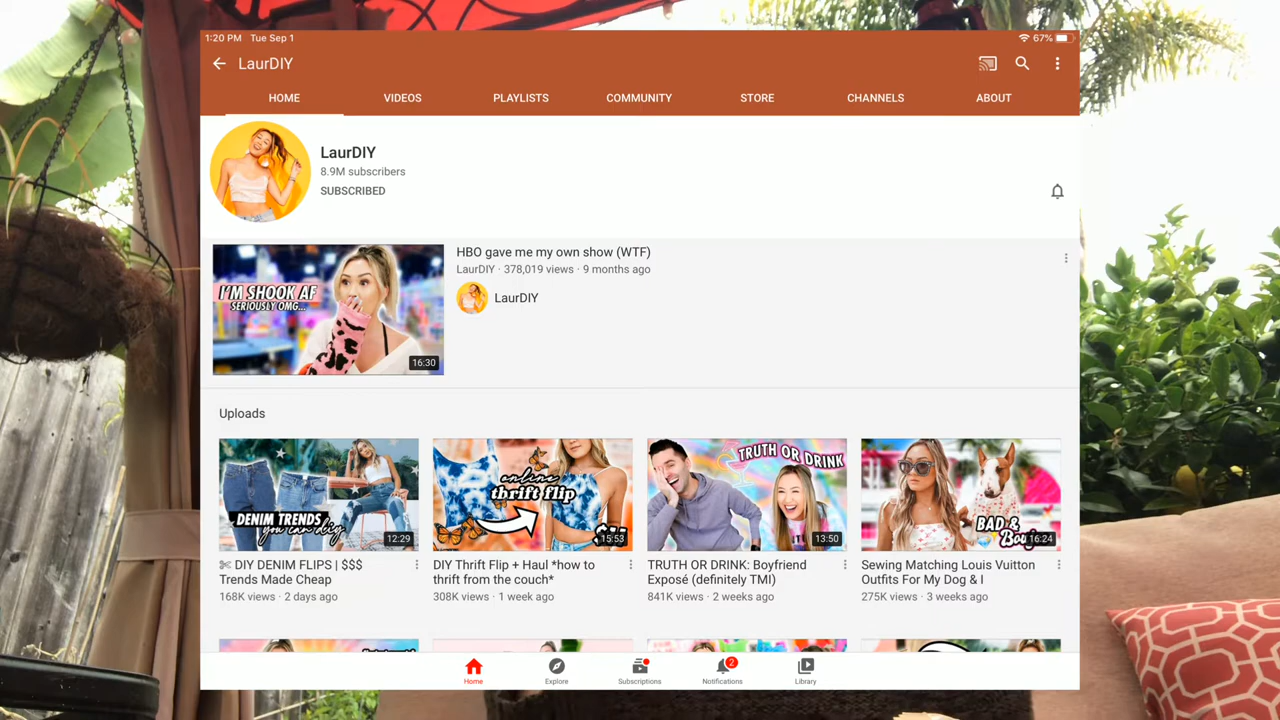 1:20 PM Tue Sep 1
67%
LaurDIY
HOME VIDEOS PLAYLISTS COMMUNITY STORE CHANNELS ABOUT
LaurDIY
8.9M subscribers
SUBSCRIBED
HBO gave me my own show (WTF)
LaurDIY · 378,019 views · 9 months ago
LaurDIY
I'M SHOOK AF
SERIOUSLY OMG...
16:30
Uploads
DENIM TRENDS
you can diy
12:29
online
thrift flip
15:53
TRUTH OR DRINK
13:50
BAD &
16:24
✄ DIY DENIM FLIPS | $$$
Trends Made Cheap
168K views · 2 days ago
DIY Thrift Flip + Haul *how to
thrift from the couch*
308K views · 1 week ago
TRUTH OR DRINK: Boyfriend
Exposé (definitely TMI)
841K views · 2 weeks ago
Sewing Matching Louis Vuitton
Outfits For My Dog & I
275K views · 3 weeks ago
2
Home Explore Subscriptions Notifications Library